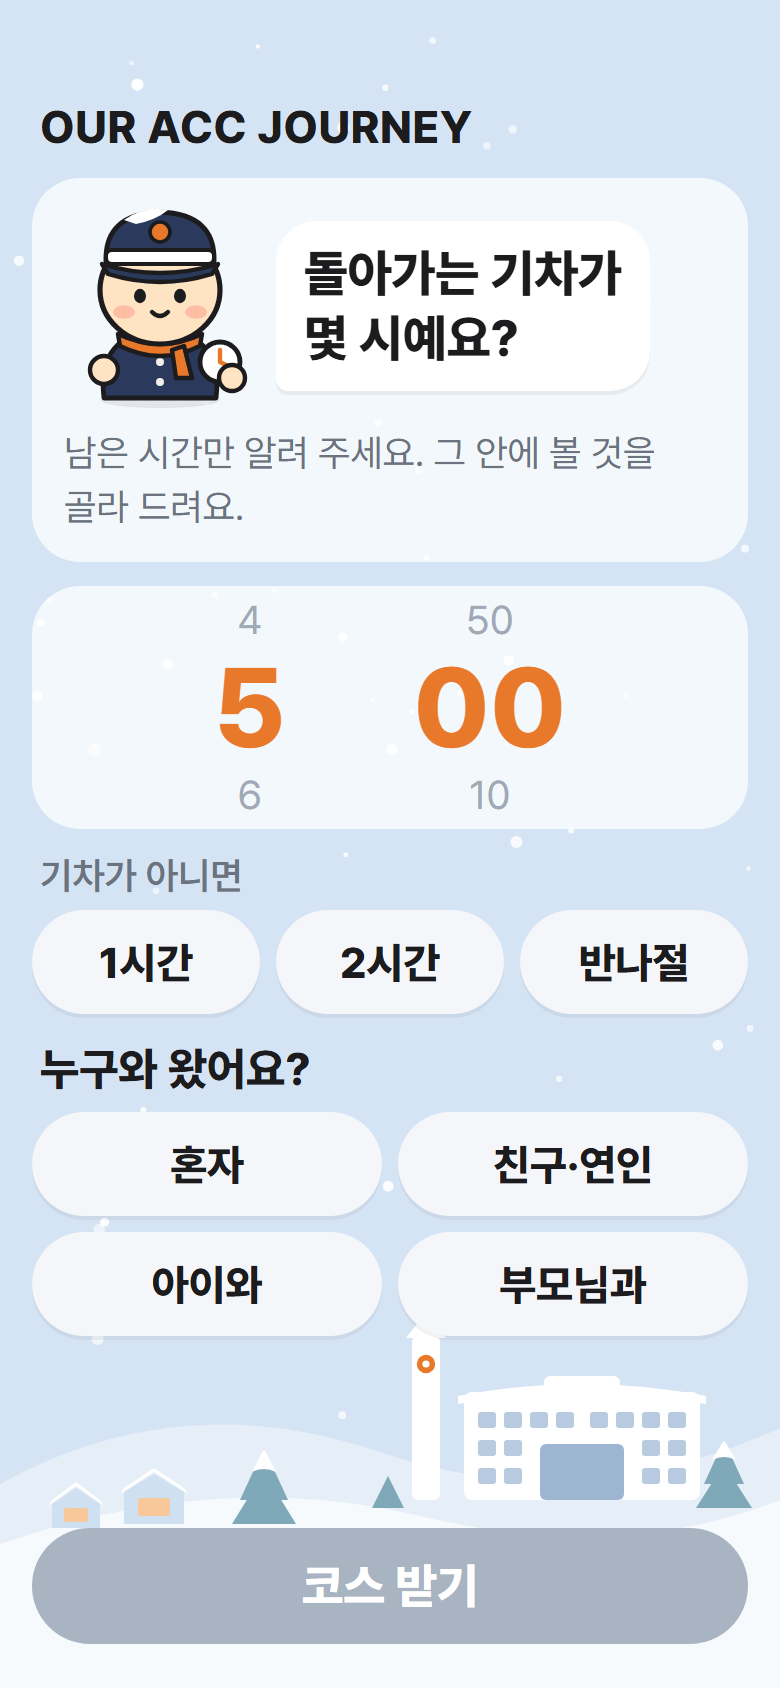 OUR ACC JOURNEY
돌아가는 기차가
몇 시예요?
남은 시간만 알려 주세요. 그 안에 볼 것을
골라 드려요.
4 50
5 00
6 10
기차가 아니면
1시간 2시간 반나절
누구와 왔어요?
혼자 친구·연인
아이와 부모님과
코스 받기